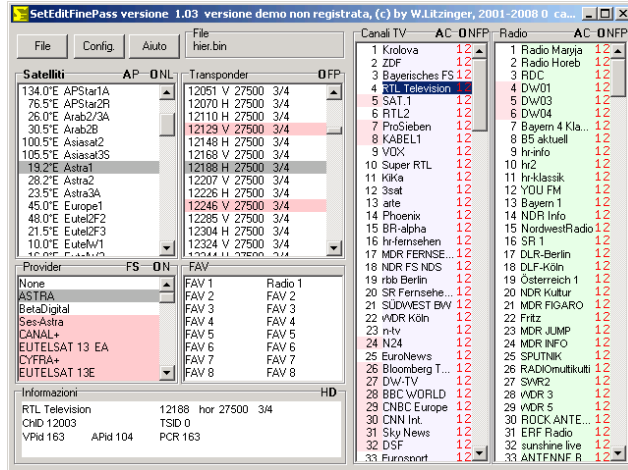 SetEditFinePass versione 1.03 versione demo non registrata, (c) by W.Litzinger, 2001-2008 0 ca...
File Config. Aiuto
File
hier.bin
Satelliti A P O N L
134.0°E APStar1A
76.5°E APStar2R
26.0°E Arab2/3A
30.5°E Arab2B
100.5°E Asiasat2
105.5°E Asiasat3S
19.2°E Astra1
28.2°E Astra2
23.5°E Astra3A
45.0°E Europe1
48.0°E Eutel2F2
21.5°E Eutel2F3
10.0°E EutelW1
Transponder O F P
12051 V 27500 3/4
12070 H 27500 3/4
12110 H 27500 3/4
12129 V 27500 3/4
12148 H 27500 3/4
12168 V 27500 3/4
12188 H 27500 3/4
12207 V 27500 3/4
12226 H 27500 3/4
12246 V 27500 3/4
12285 V 27500 3/4
12304 H 27500 3/4
12324 V 27500 3/4
12344 H 27500 3/4
Provider F S O N
None
ASTRA
BetaDigital
Ses-Astra
CANAL+
EUTELSAT 13 EA
CYFRA+
EUTELSAT 13E
FAV
FAV 1 Radio 1
FAV 2 FAV 2
FAV 3 FAV 3
FAV 4 FAV 4
FAV 5 FAV 5
FAV 6 FAV 6
FAV 7 FAV 7
FAV 8 FAV 8
Informazioni HD
RTL Television 12188 hor 27500 3/4
ChID 12003 TSID 0
VPid 163 APid 104 PCR 163
Canali TV A C O N F P
1 Krolova 12
2 ZDF 12
3 Bayerisches FS 12
4 RTL Television 12
5 SAT.1 12
6 RTL2 12
7 ProSieben 12
8 KABEL1 12
9 VOX 12
10 Super RTL 12
11 KiKa 12
12 3sat 12
13 arte 12
14 Phoenix 12
15 BR-alpha 12
16 hr-fernsehen 12
17 MDR FERNSE... 12
18 NDR FS NDS 12
19 rbb Berlin 12
20 SR Fernsehe... 12
21 SÜDWEST BW 12
22 WDR Köln 12
23 n-tv 12
24 N24 12
25 EuroNews 12
26 Bloomberg T... 12
27 DW-TV 12
28 BBC WORLD 12
29 CNBC Europe 12
30 CNN Int. 12
31 Sky News 12
32 DSF 12
33 Eurosport 12
Radio A C O N F P
1 Radio Maryja 12
2 Radio Horeb 12
3 RDC 12
4 DW01 12
5 DW03 12
6 DW04 12
7 Bayern 4 Kla... 12
8 B5 aktuell 12
9 hr-info 12
10 hr2 12
11 hr-klassik 12
12 YOU FM 12
13 Bayern 1 12
14 NDR Info 12
15 NordwestRadio 12
16 SR 1 12
17 DLR-Berlin 12
18 DLF-Köln 12
19 Österreich 1 12
20 NDR Kultur 12
21 MDR FIGARO 12
22 Fritz 12
23 MDR JUMP 12
24 MDR INFO 12
25 SPUTNIK 12
26 RADIOmultikulti 12
27 SWR2 12
28 WDR 3 12
29 WDR 5 12
30 ROCK ANTE... 12
31 ERF Radio 12
32 sunshine live 12
33 ANTENNE B 12